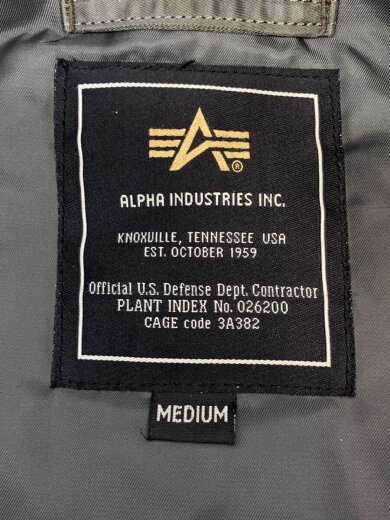 ®
ALPHA INDUSTRIES INC.
KNOXVILLE, TENNESSEE USA
EST. OCTOBER 1959
Official U.S. Defense Dept. Contractor
PLANT INDEX No. 026200
CAGE code 3A382
MEDIUM